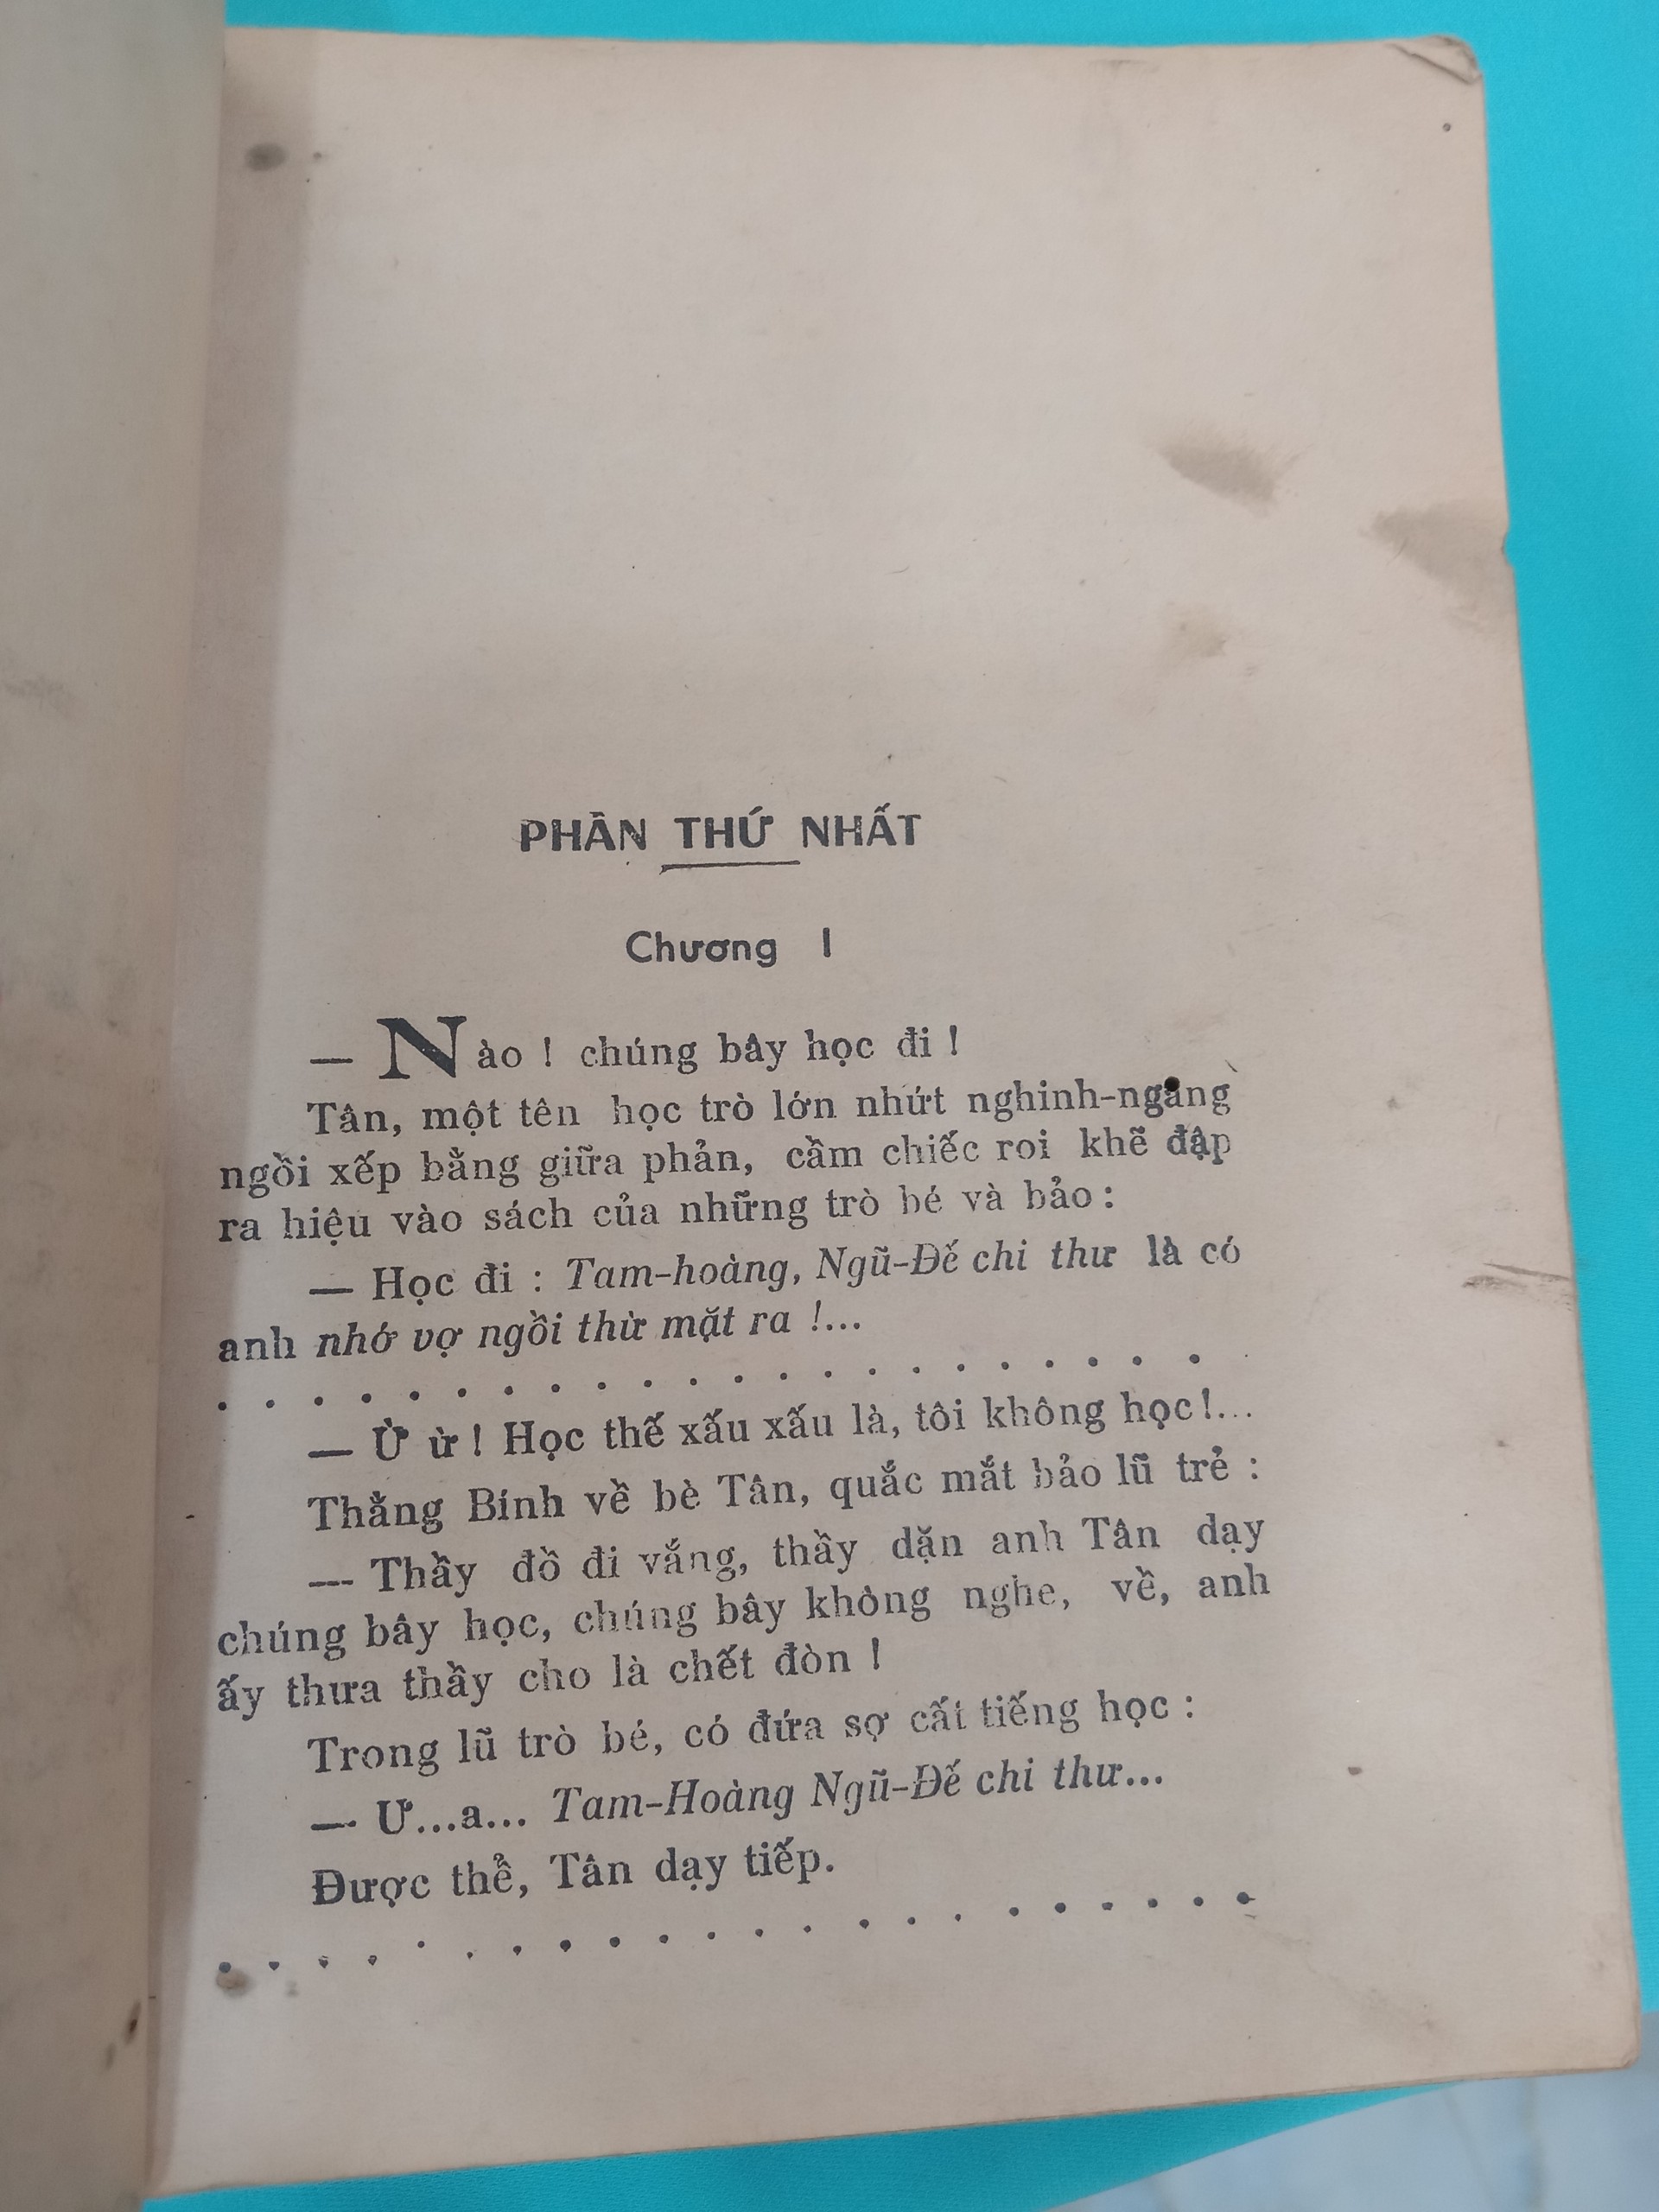 PHẦN THỨ NHẤT
Chương I
— Nào ! chúng bây học đi !
Tân, một tên học trò lớn nhứt nghinh-ngang
ngồi xếp bằng giữa phản, cầm chiếc roi khẽ đập
ra hiệu vào sách của những trò bé và bảo :
— Học đi : Tam-hoàng, Ngũ-Đế chi thư là có
anh nhớ vợ ngồi thừ mặt ra !...
. . . . . . . . . . . . . . . . . . . . . .
— Ừ ừ ! Học thế xấu xấu là, tôi không học !...
Thằng Bính về bè Tân, quắc mắt bảo lũ trẻ :
— Thầy đồ đi vắng, thầy dặn anh Tân dạy
chúng bây học, chúng bây không nghe, về, anh
ấy thưa thầy cho là chết đòn !
Trong lũ trò bé, có đứa sợ cất tiếng học :
— Ư...a... Tam-Hoàng Ngũ-Đế chi thư...
Được thể, Tân dạy tiếp.
. . . . . . . . . . . . . . . . . . . . . .